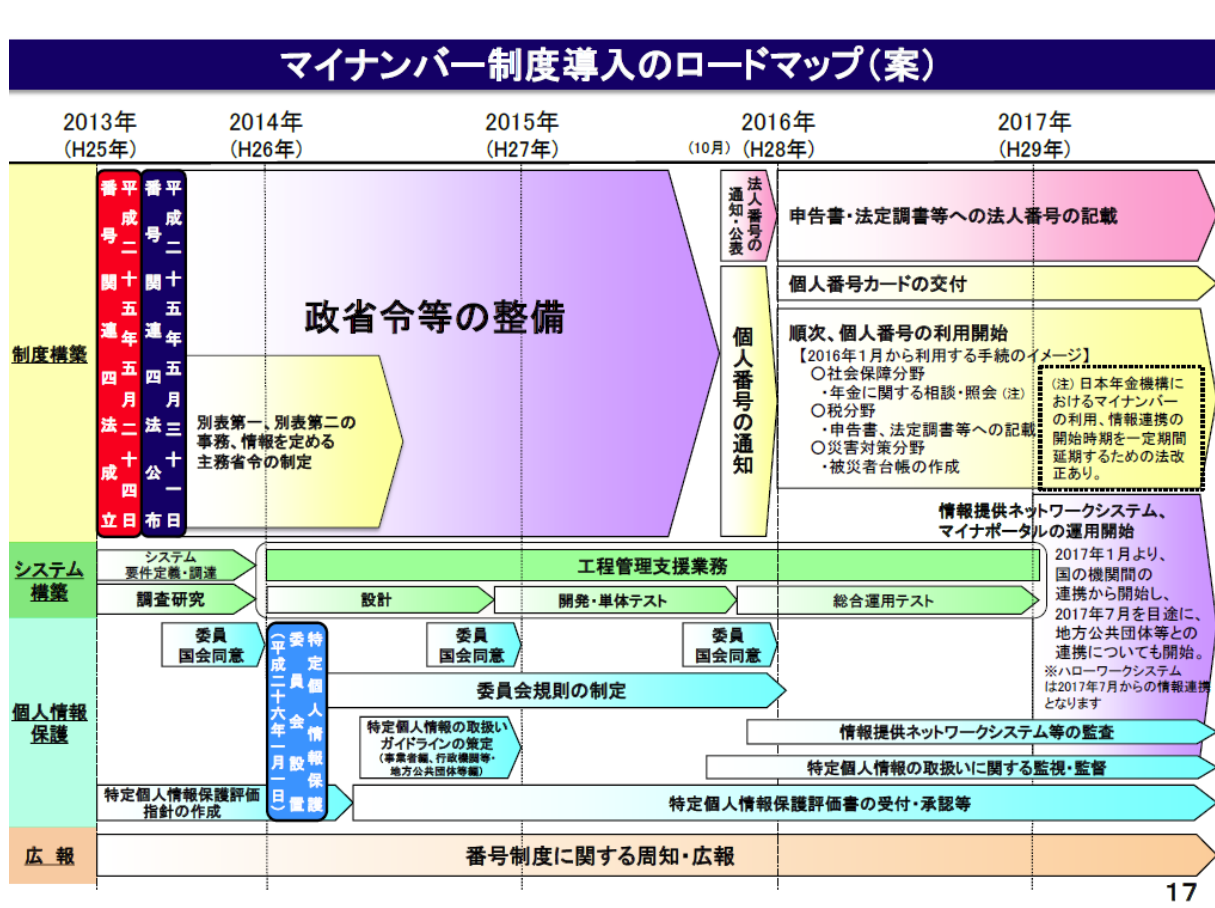 マイナンバー制度導入のロードマップ(案)
2013年
(H25年)
2014年
(H26年)
2015年
(H27年)
(10月)
2016年
(H28年)
2017年
(H29年)
制度構築
番号関連四法成立
平成二十五年五月二十四日
番号関連四法公布
平成二十五年五月三十一日
政省令等の整備
別表第一、別表第二の
事務、情報を定める
主務省令の制定
法人番号の
通知・公表
申告書・法定調書等への法人番号の記載
個人番号の通知
個人番号カードの交付
順次、個人番号の利用開始
【2016年1月から利用する手続のイメージ】
○社会保障分野
・年金に関する相談・照会(注)
○税分野
・申告書、法定調書等への記載
○災害対策分野
・被災者台帳の作成
(注)日本年金機構に
おけるマイナンバー
の利用、情報連携の
開始時期を一定期間
延期するための法改
正あり。
情報提供ネットワークシステム、
マイナポータルの運用開始
2017年1月より、
国の機関間の
連携から開始し、
2017年7月を目途に、
地方公共団体等との
連携についても開始。
※ハローワークシステム
は2017年7月からの情報連携
となります
システム
構築
システム
要件定義・調達
工程管理支援業務
調査研究
設計
開発・単体テスト
総合運用テスト
個人情報
保護
委員
国会同意
特定個人情報保護
委員会設置
(平成二十六年一月一日)
委員
国会同意
委員
国会同意
委員会規則の制定
特定個人情報の取扱い
ガイドラインの策定
(事業者編、行政機関等・
地方公共団体等編)
情報提供ネットワークシステム等の監査
特定個人情報の取扱いに関する監視・監督
特定個人情報保護評価
指針の作成
特定個人情報保護評価書の受付・承認等
広 報
番号制度に関する周知・広報
17